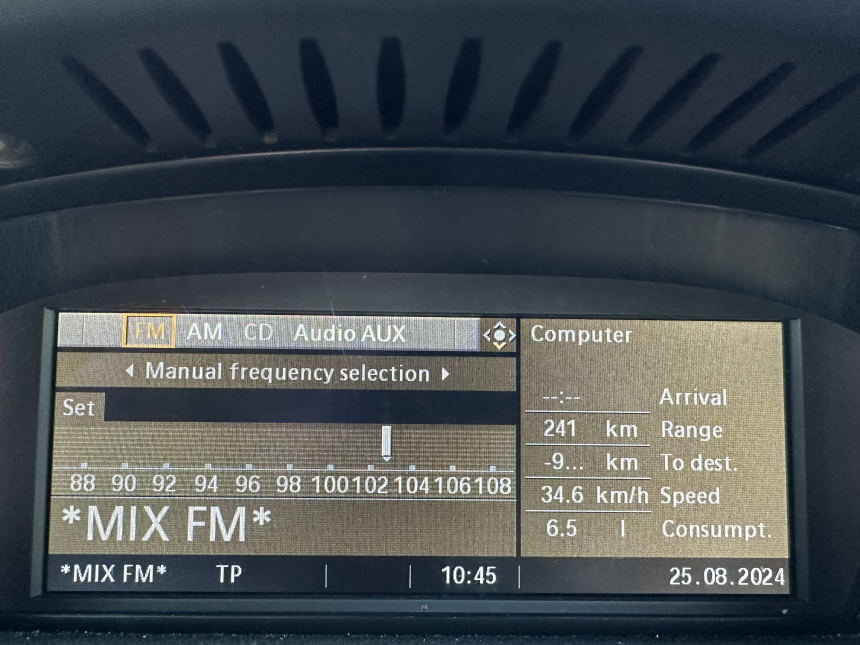 FM AM CD Audio AUX
Manual frequency selection
Set
88 90 92 94 96 98 100 102 104 106 108
*MIX FM*
Computer
--:-- Arrival
241 km Range
-9... km To dest.
34.6 km/h Speed
6.5 l Consumpt.
*MIX FM* TP 10:45 25.08.2024